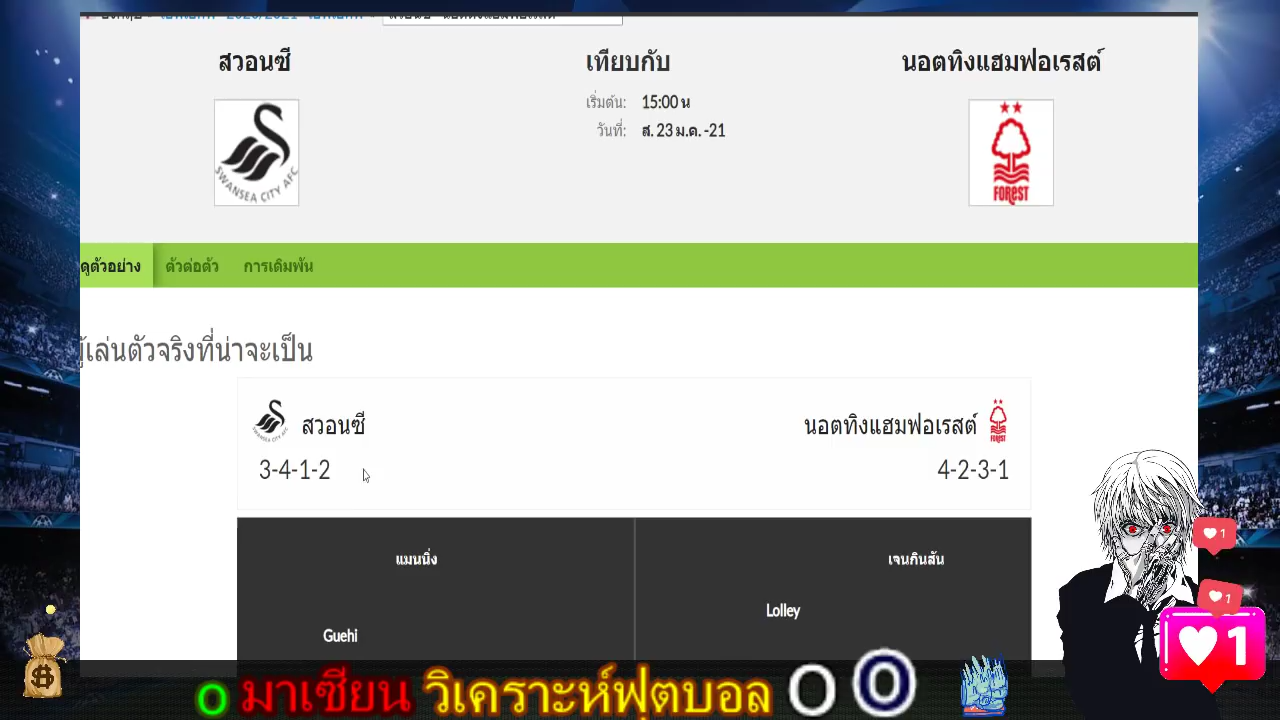 สวอนซี
เทียบกับ
นอตทิงแฮมฟอเรสต์
เริ่มต้น: 15:00 น
วันที่: ส. 23 ม.ค. -21
SWANSEA CITY AFC
FOREST
ดูตัวอย่าง ตัวต่อตัว การเดิมพัน
ผู้เล่นตัวจริงที่น่าจะเป็น
สวอนซี
นอตทิงแฮมฟอเรสต์
3-4-1-2
4-2-3-1
แมนนิ่ง
เจนกินสัน
Lolley
Guehi
1
1
1
o มาเซียน วิเคราะห์ฟุตบอล O O